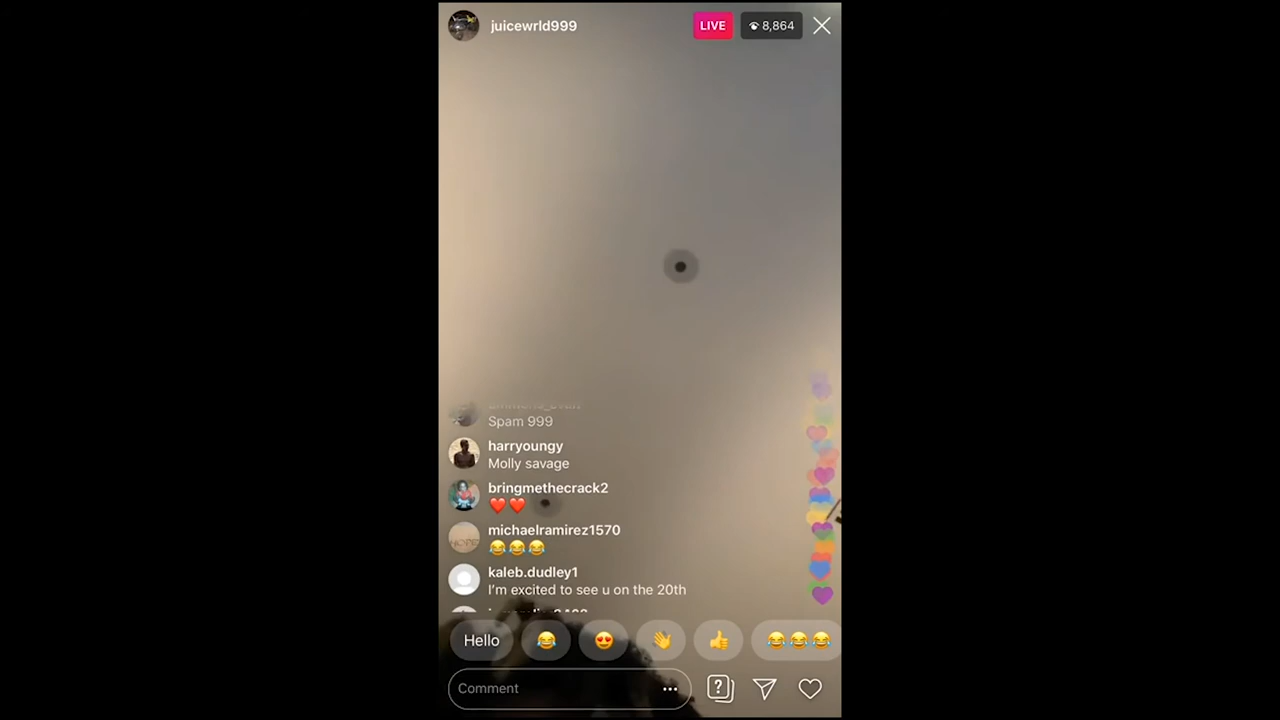 juicewrld999
LIVE
8,864
Spam 999
harryoungy
Molly savage
bringmethecrack2
❤️❤️
michaelramirez1570
😂😂😂
kaleb.dudley1
I'm excited to see u on the 20th
Hello 😂 😍 👋 👍 😂😂😂
Comment